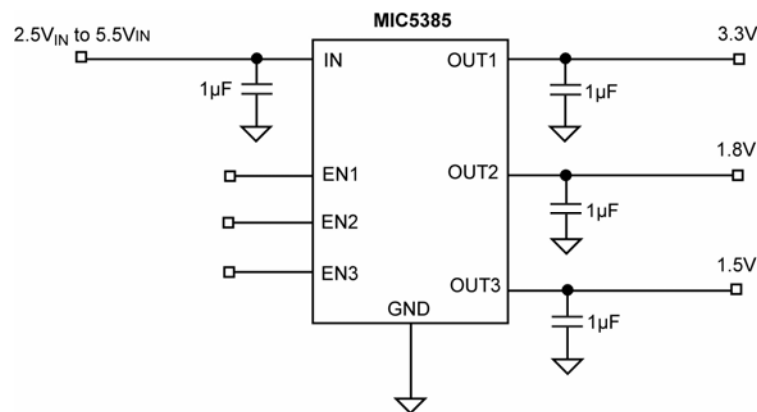 MIC5385
2.5VIN to 5.5VIN
3.3V
IN
OUT1
1µF
1µF
1.8V
EN1
OUT2
1µF
EN2
1.5V
EN3
OUT3
GND
1µF